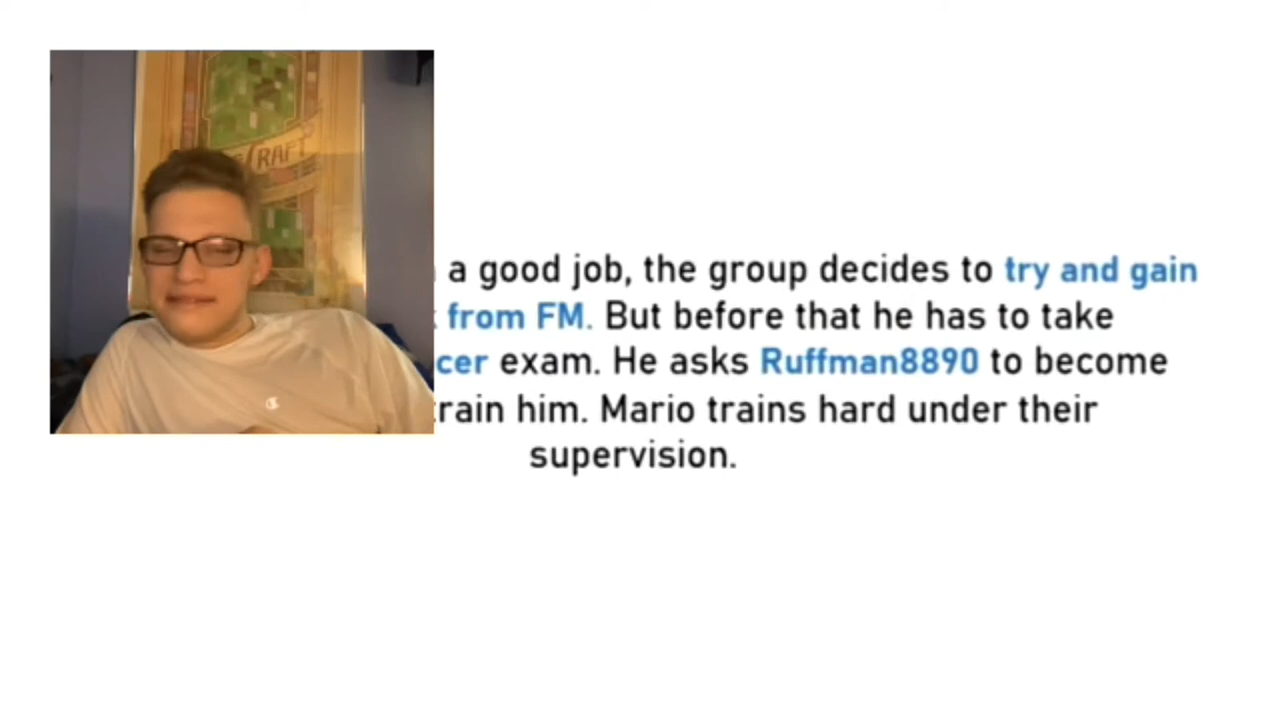 RAFT
a good job, the group decides to try and gain
from FM. But before that he has to take
cer exam. He asks Ruffman8890 to become
rain him. Mario trains hard under their
supervision.